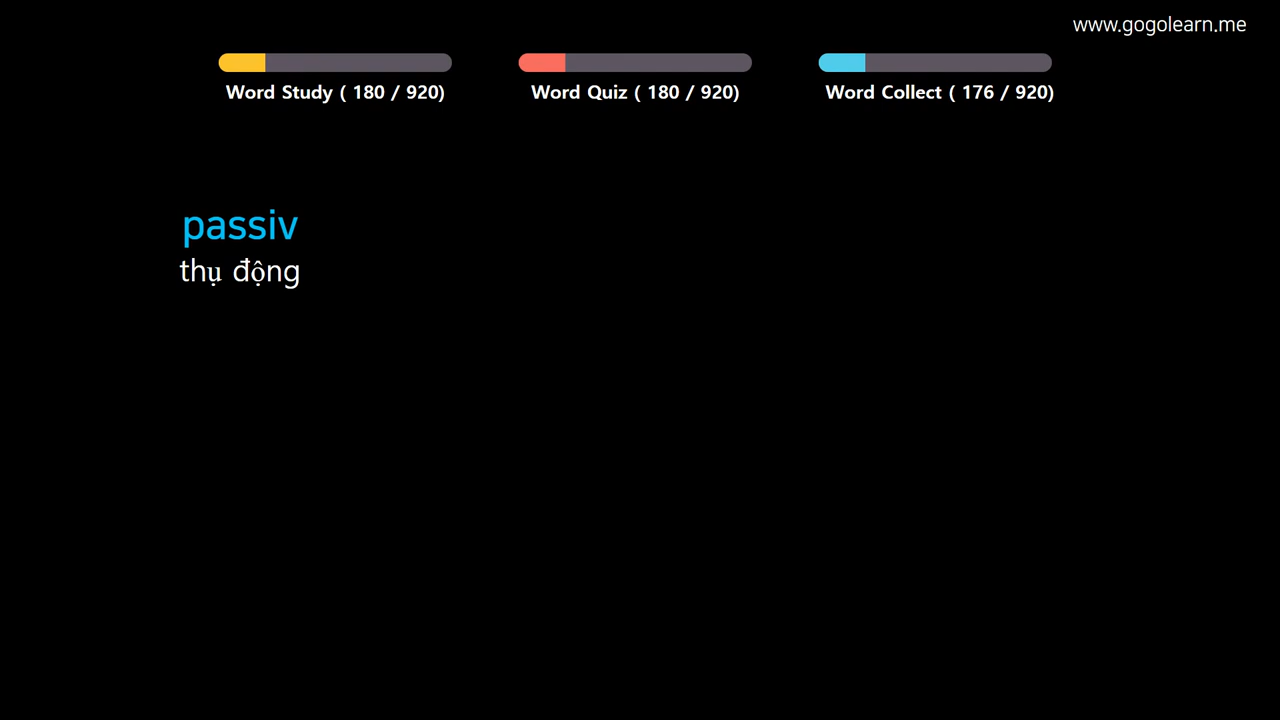 www.gogolearn.me
Word Study ( 180 / 920)
Word Quiz ( 180 / 920)
Word Collect ( 176 / 920)
passiv
thụ động